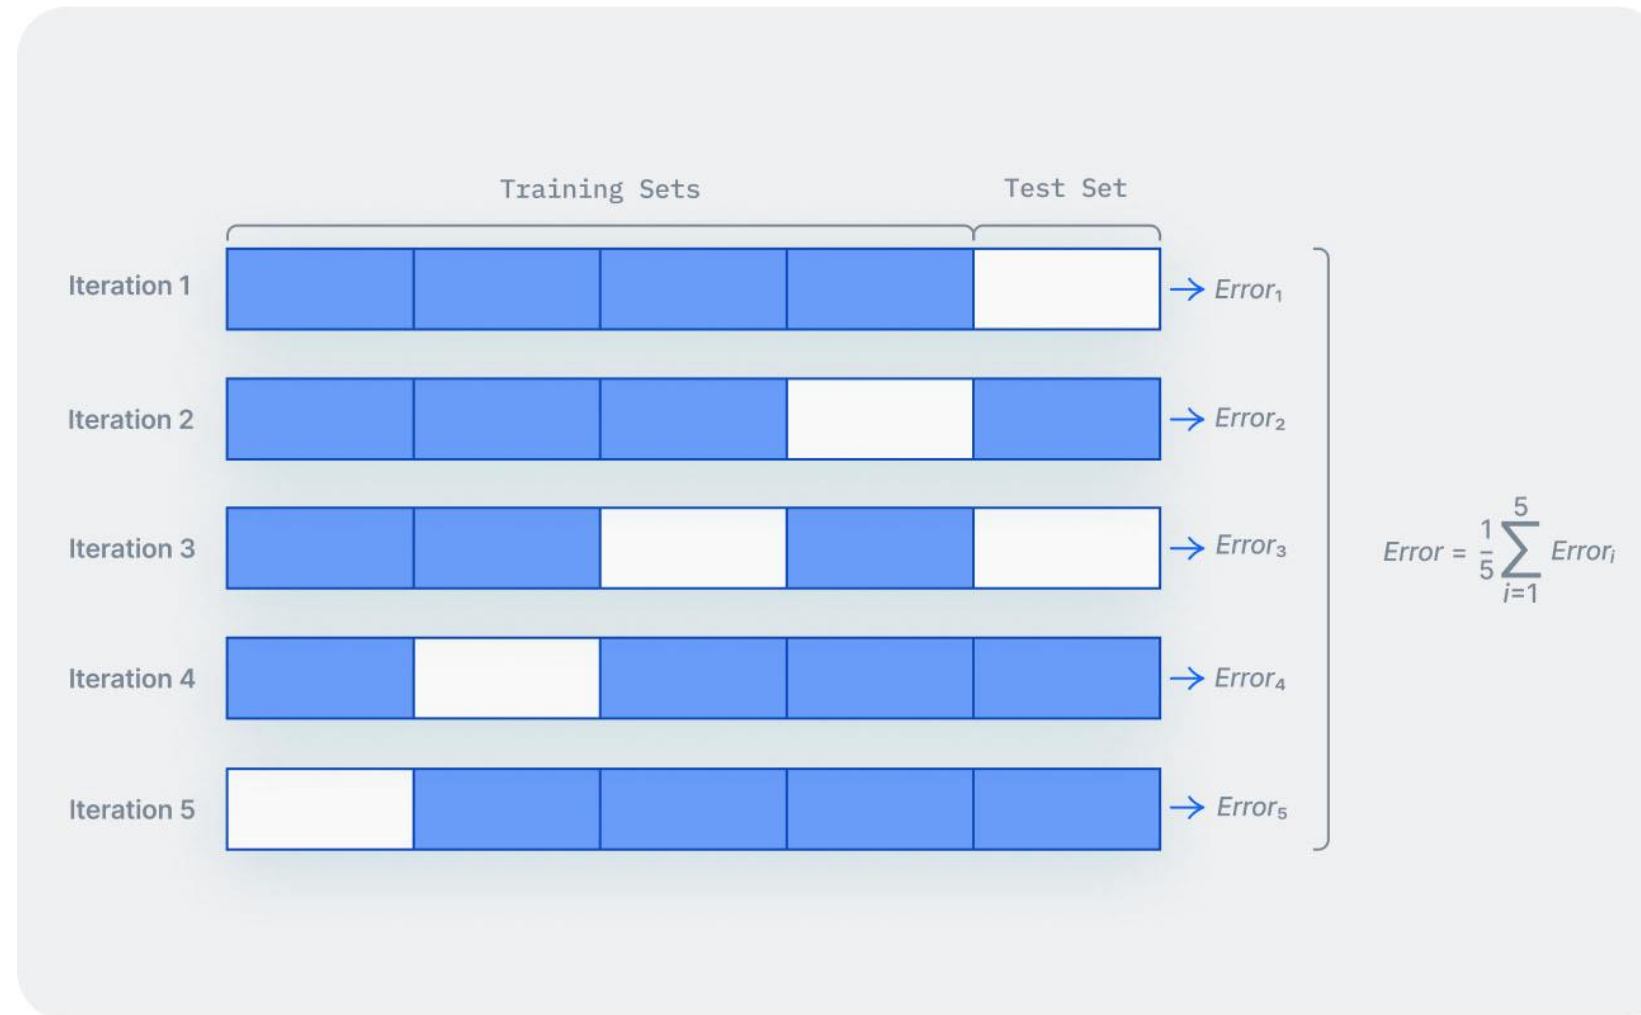 Training Sets
Test Set
Iteration 1
Error₁
Iteration 2
Error₂
Iteration 3
Error₃
Iteration 4
Error₄
Iteration 5
Error₅
Error = 1/5 5∑i=1 Errorᵢ